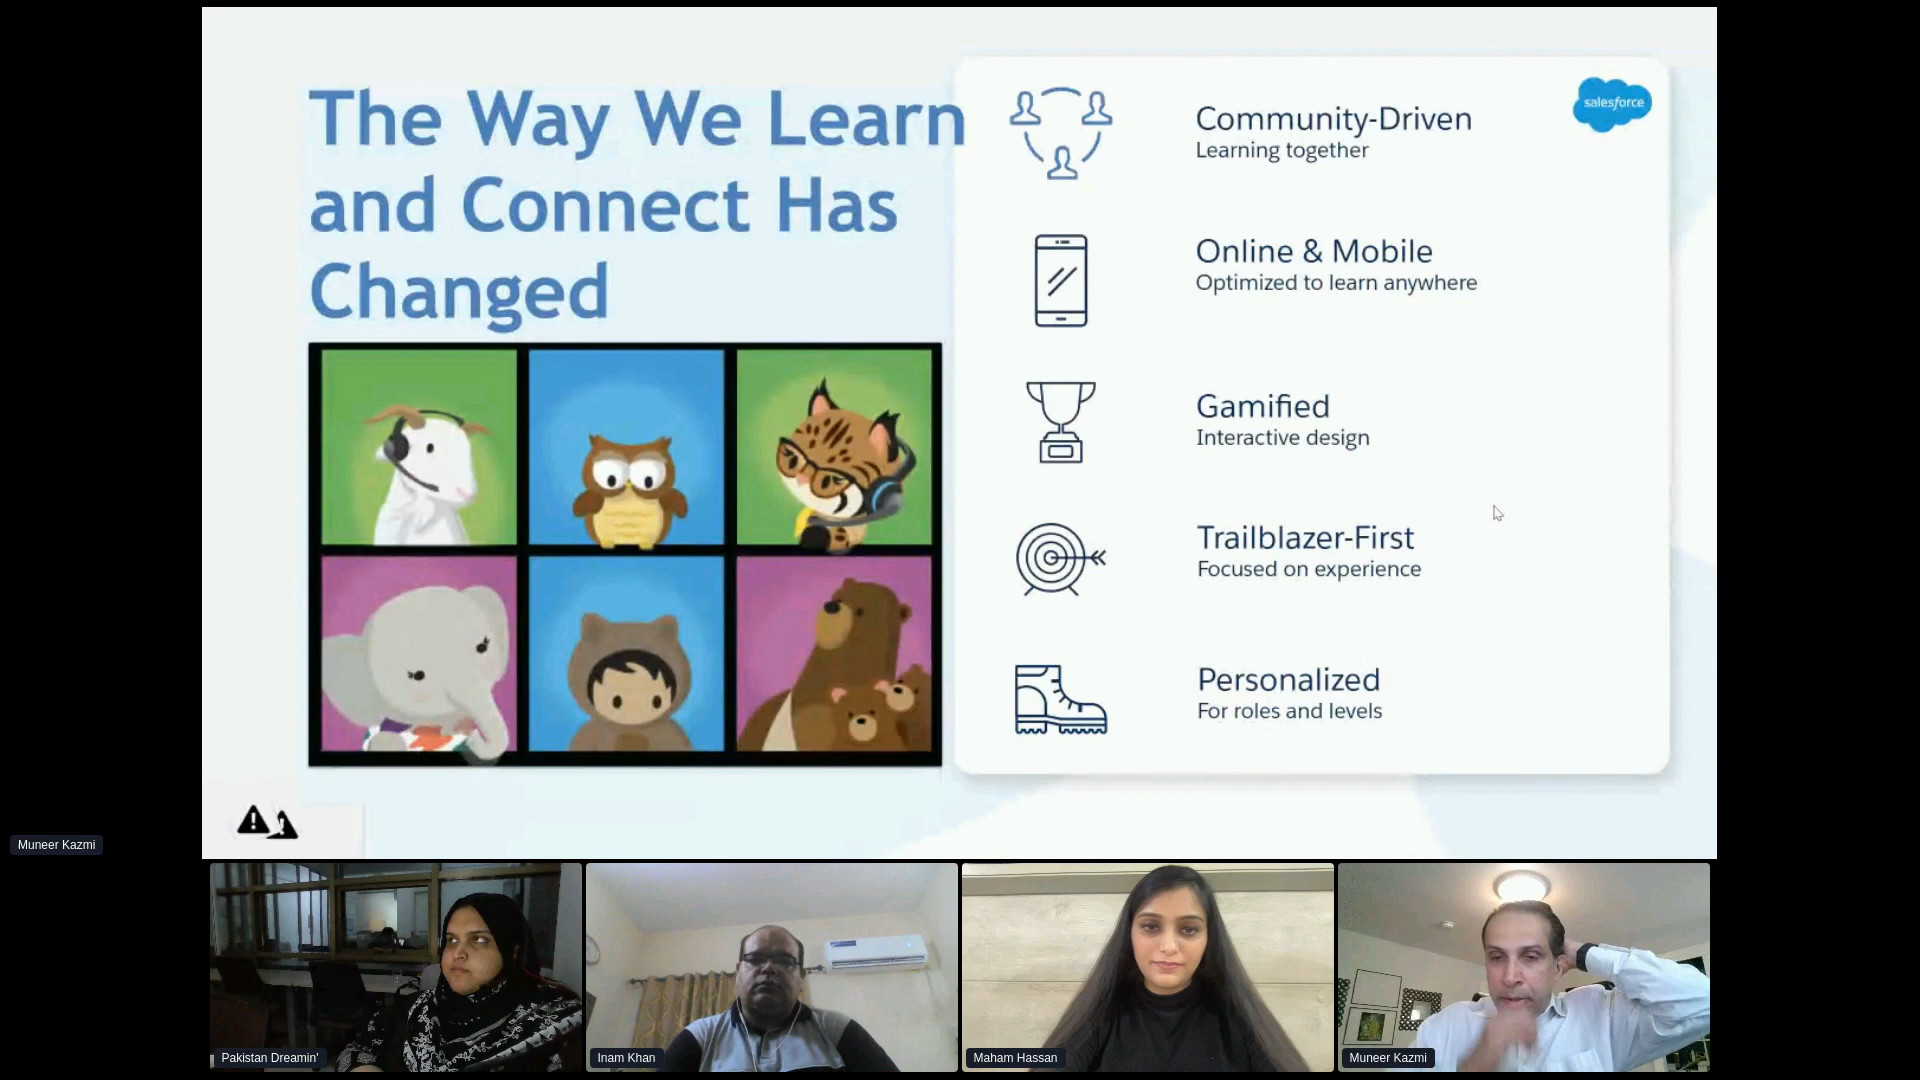 The Way We Learn
and Connect Has
Changed
salesforce
Community-Driven
Learning together
Online & Mobile
Optimized to learn anywhere
Gamified
Interactive design
Trailblazer-First
Focused on experience
Personalized
For roles and levels
Muneer Kazmi
Pakistan Dreamin'
Inam Khan
Maham Hassan
Muneer Kazmi